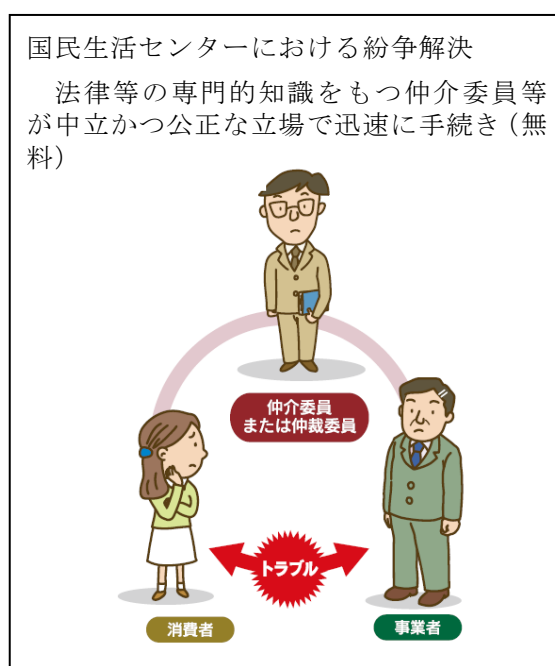 国民生活センターにおける紛争解決
　法律等の専門的知識をもつ仲介委員等
が中立かつ公正な立場で迅速に手続き（無
料）
仲介委員
または仲裁委員
トラブル
消費者
事業者